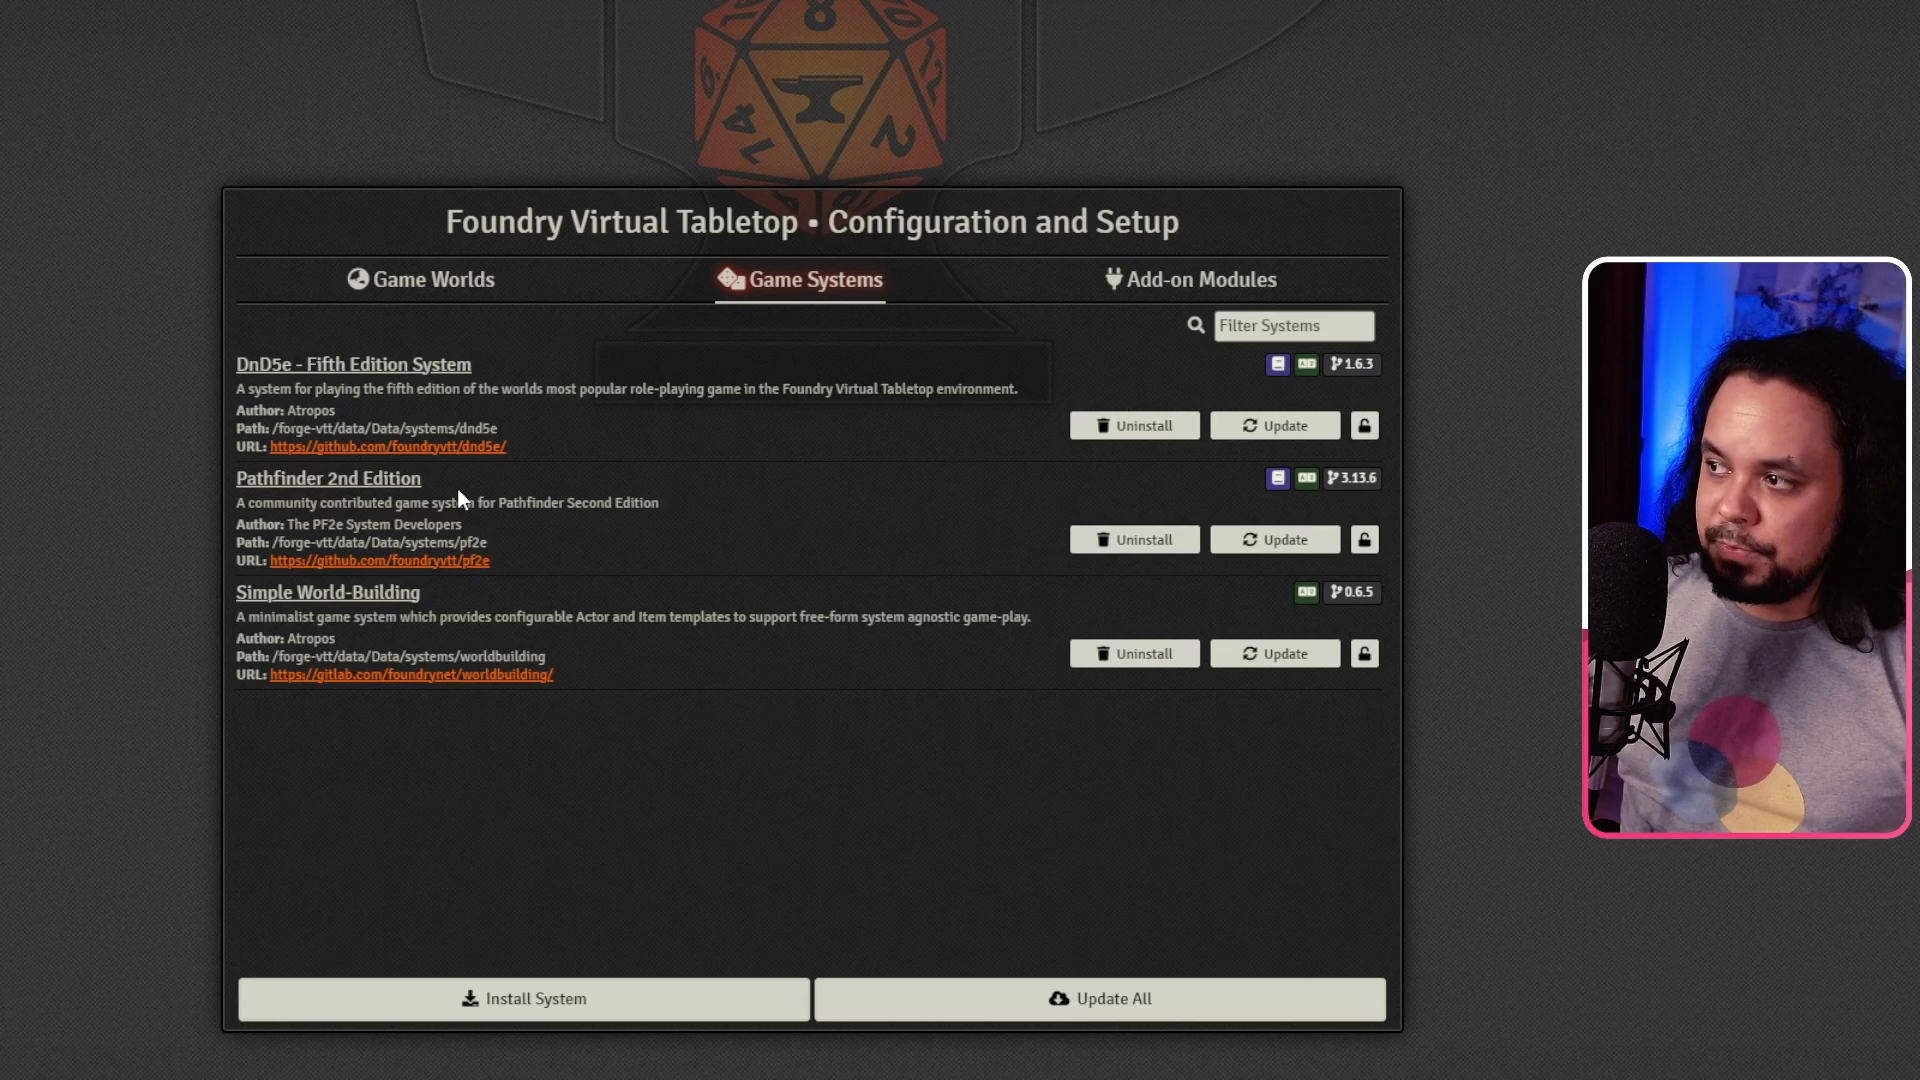 8
6.
12
14
2
Foundry Virtual Tabletop • Configuration and Setup
Game Worlds
Game Systems
Add-on Modules
Filter Systems
DnD5e - Fifth Edition System
1.6.3
A system for playing the fifth edition of the worlds most popular role-playing game in the Foundry Virtual Tabletop environment.
Author: Atropos
Path: /forge-vtt/data/Data/systems/dnd5e
URL: https://github.com/foundryvtt/dnd5e/
Uninstall
Update
Pathfinder 2nd Edition
3.13.6
A community contributed game system for Pathfinder Second Edition
Author: The PF2e System Developers
Path: /forge-vtt/data/Data/systems/pf2e
URL: https://github.com/foundryvtt/pf2e
Uninstall
Update
Simple World-Building
0.6.5
A minimalist game system which provides configurable Actor and Item templates to support free-form system agnostic game-play.
Author: Atropos
Path: /forge-vtt/data/Data/systems/worldbuilding
URL: https://gitlab.com/foundrynet/worldbuilding/
Uninstall
Update
Install System
Update All